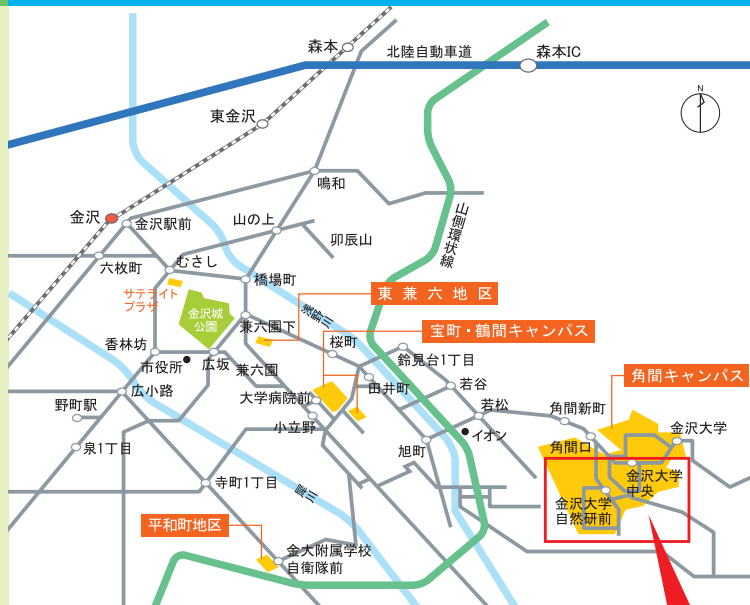 森本
北陸自動車道
森本IC
N
東金沢
鳴和
金沢
金沢駅前
山の上
卯辰山
山側環状線
六枚町
むさし
橋場町
サテライト
プラザ
金沢城
公園
東兼六地区
浅野川
兼六園下
宝町・鶴間キャンパス
香林坊
市役所
広坂
兼六園
桜町
鈴見台1丁目
角間キャンパス
田井町
若谷
広小路
大学病院前
野町駅
小立野
若松
角間新町
イオン
金沢大学
泉1丁目
旭町
角間口
金沢大学
中央
寺町1丁目
犀川
金沢大学
自然研前
平和町地区
金大附属学校
自衛隊前